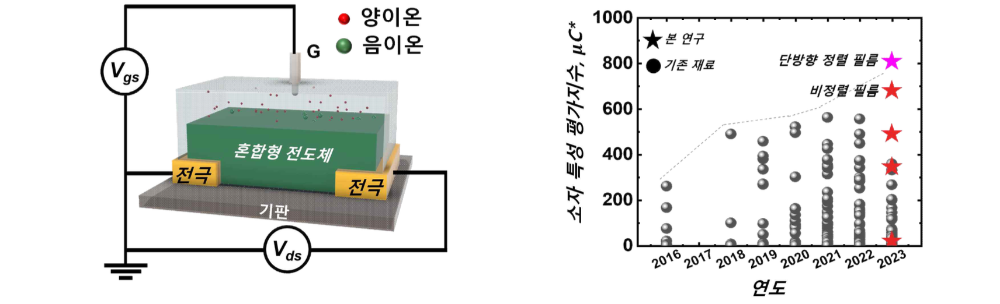 양이온
음이온
G
Vgs
혼합형 전도체
전극
전극
기판
Vds
소자 특성 평가지수, μC*
1000
800
600
400
200
0
본 연구
기존 재료
단방향 정렬 필름
비정렬 필름
2016
2017
2018
2019
2020
2021
2022
2023
연도